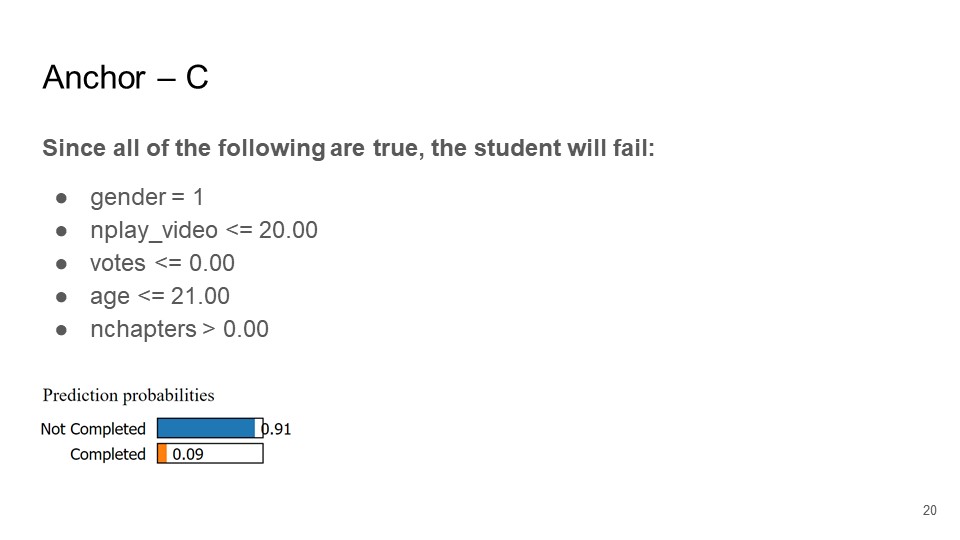 Anchor – C
Since all of the following are true, the student will fail:
● gender = 1
● nplay_video <= 20.00
● votes <= 0.00
● age <= 21.00
● nchapters > 0.00
Prediction probabilities
Not Completed 0.91
Completed 0.09
20